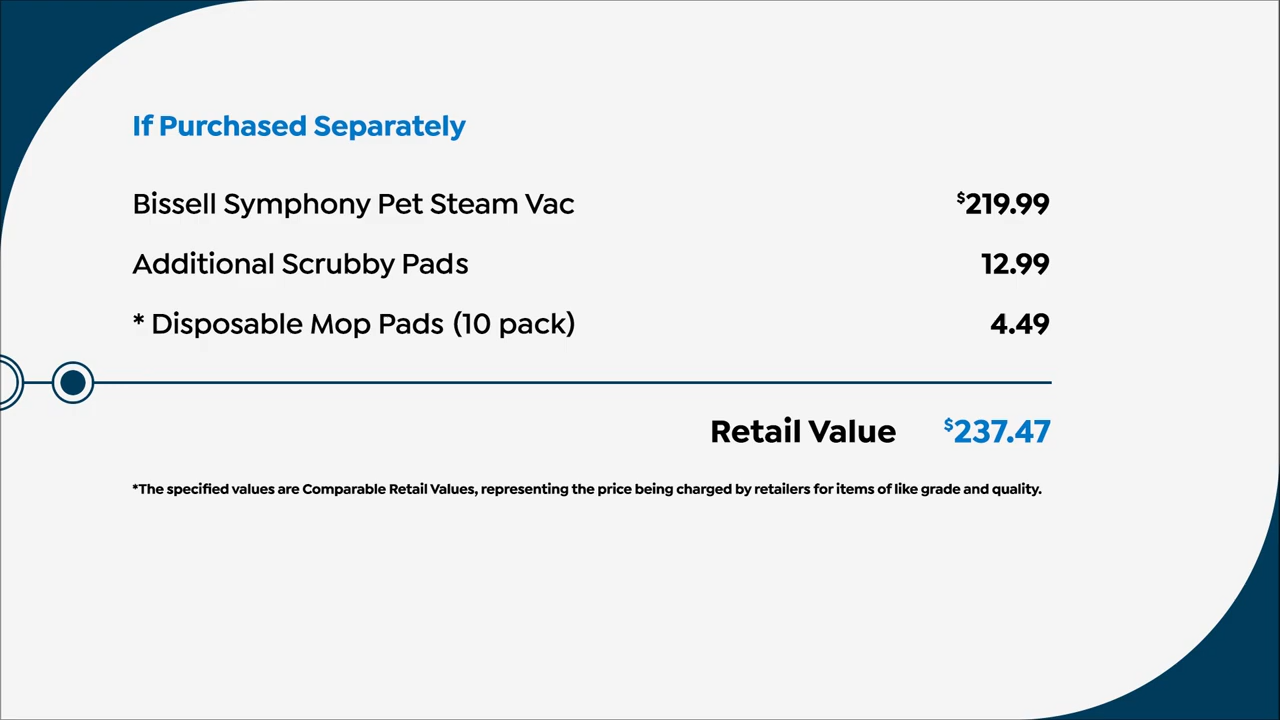 If Purchased Separately
Bissell Symphony Pet Steam Vac $219.99
Additional Scrubby Pads 12.99
* Disposable Mop Pads (10 pack) 4.49
Retail Value $237.47
*The specified values are Comparable Retail Values, representing the price being charged by retailers for items of like grade and quality.